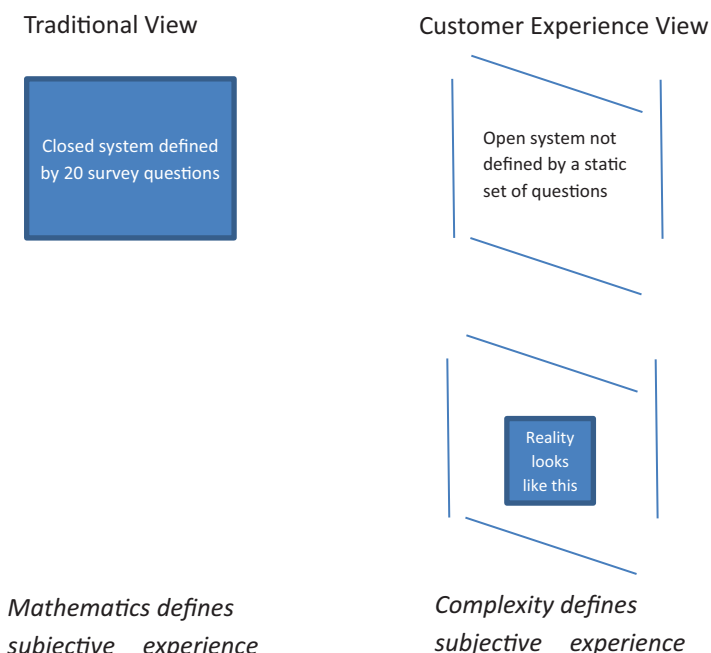 Traditional View
Customer Experience View
Closed system defined
by 20 survey questions
Open system not
defined by a static
set of questions
Reality
looks
like this
Mathematics defines
subjective experience
Complexity defines
subjective experience